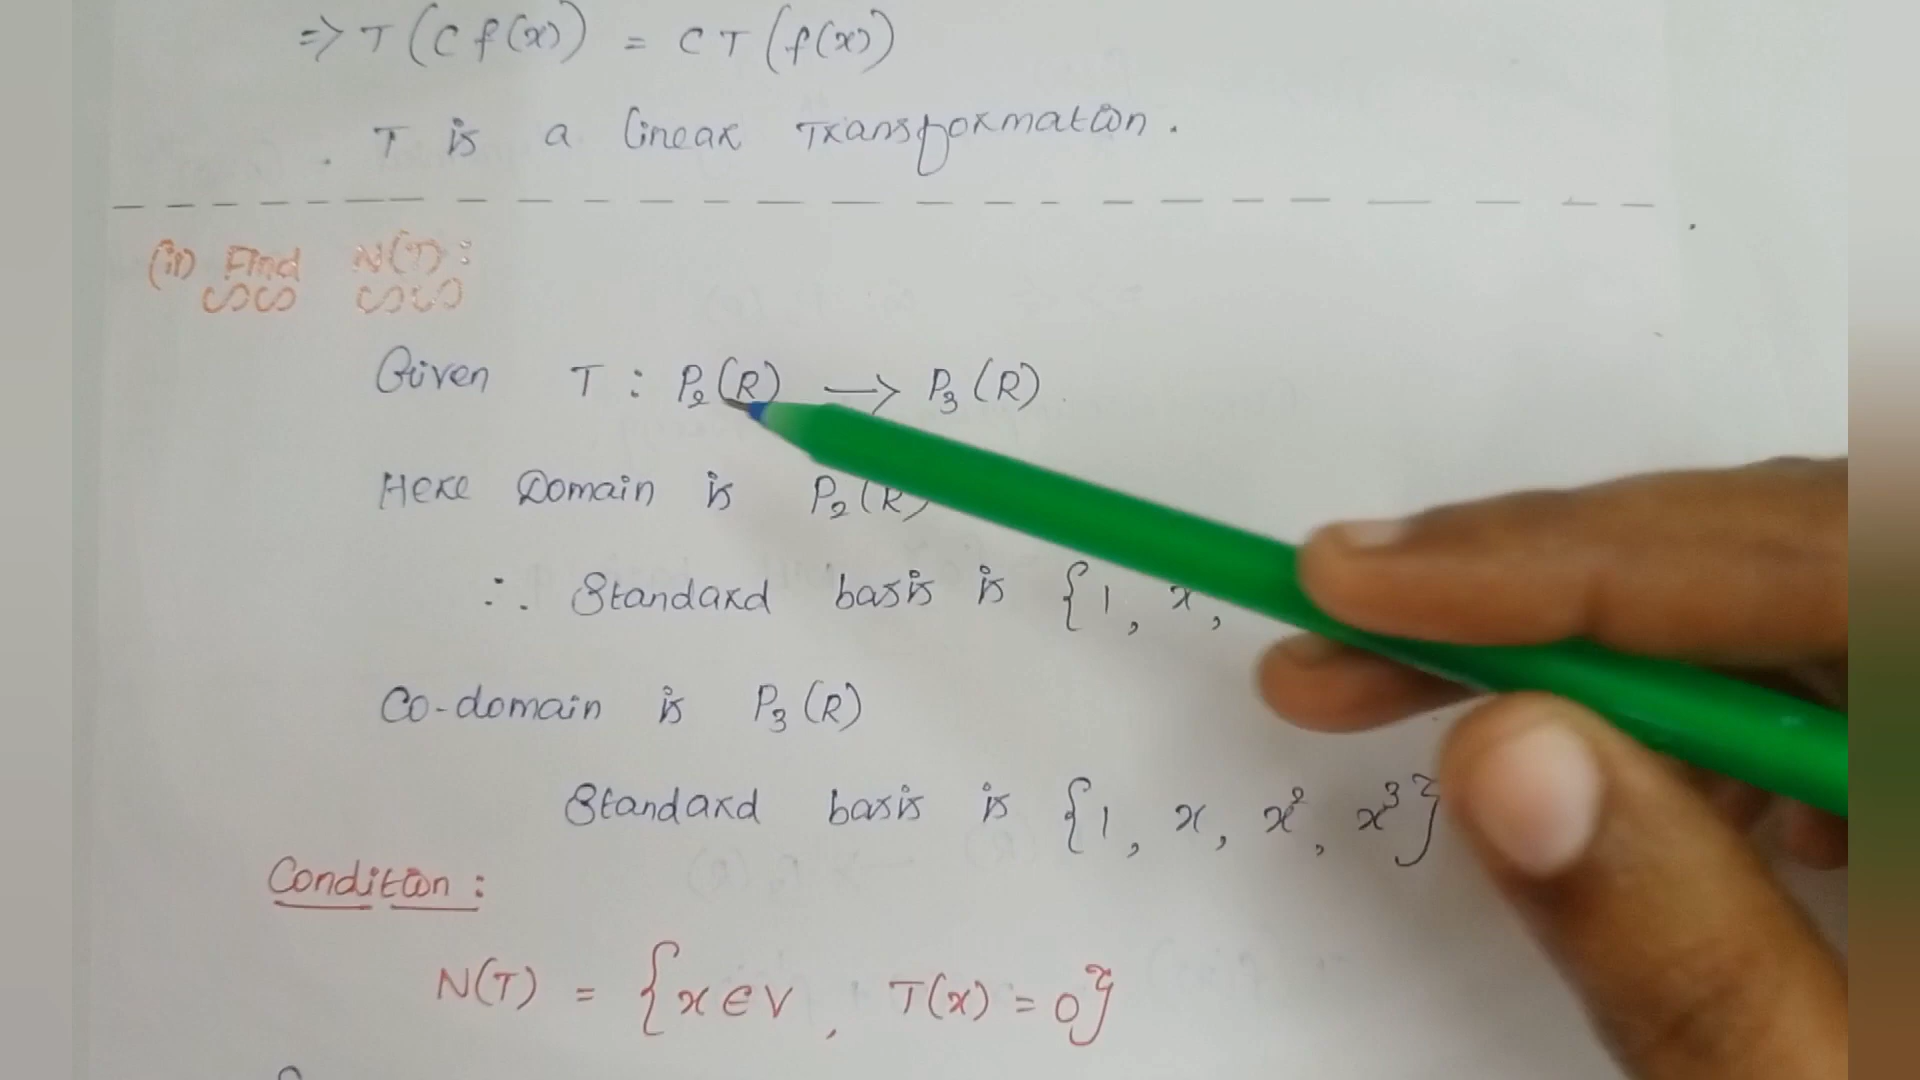 => T(C f(x)) = C T(f(x))
. T is a linear Transformation.
(ii) Find N(T):
Given T : P₂(R) → P₃(R)
Here Domain is P₂(R)
∴ Standard basis is {1, x,
Co-domain is P₃(R)
Standard basis is {1, x, x², x³}
Condition:
N(T) = {x ∈ V, T(x) = 0}